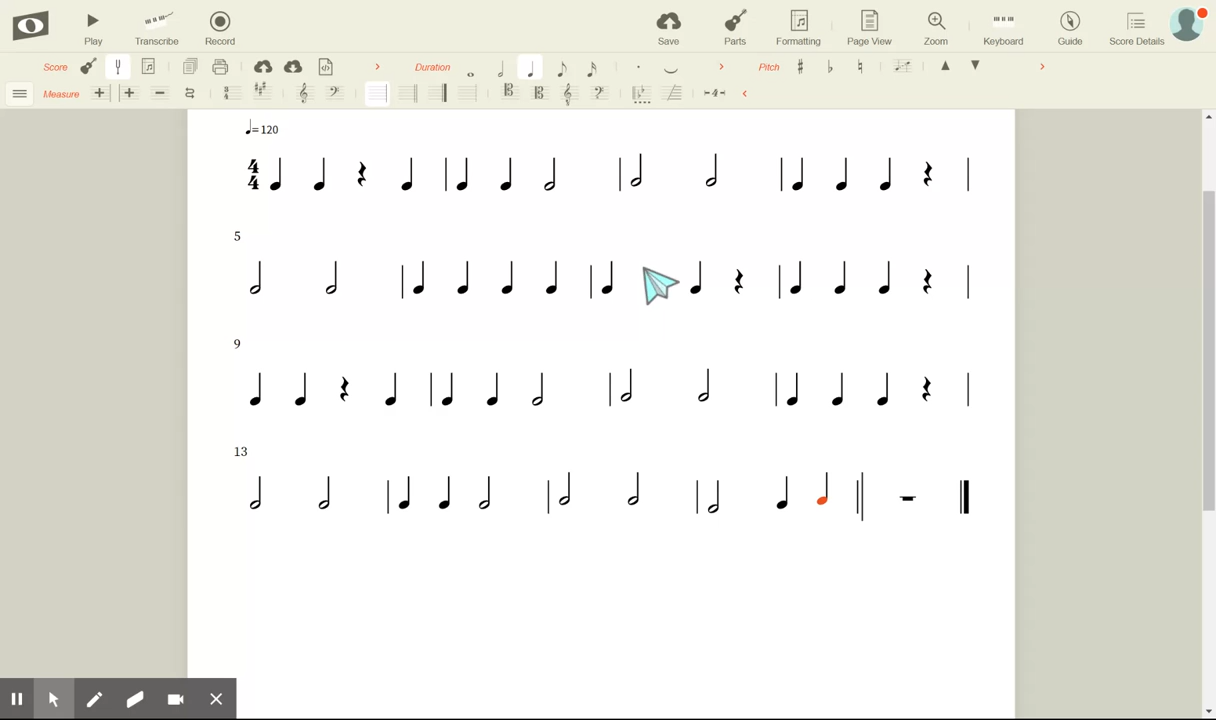 Play
Transcribe
Record
Save
Parts
Formatting
Page View
Zoom
Keyboard
Guide
Score Details
Score
Duration
Pitch
Measure
= 120
4
4
5
9
13